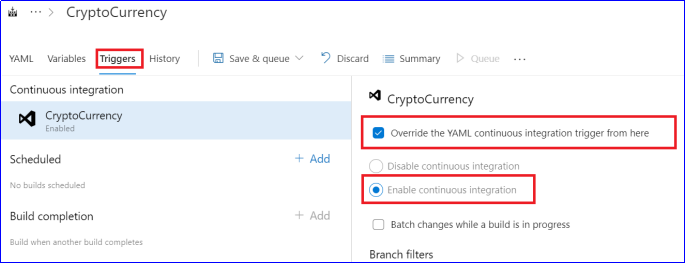 ··· > CryptoCurrency
YAML Variables Triggers History Save & queue Discard Summary Queue ···
Continuous integration
CryptoCurrency
Enabled
Scheduled + Add
No builds scheduled
Build completion + Add
Build when another build completes
CryptoCurrency
Override the YAML continuous integration trigger from here
Disable continuous integration
Enable continuous integration
Batch changes while a build is in progress
Branch filters